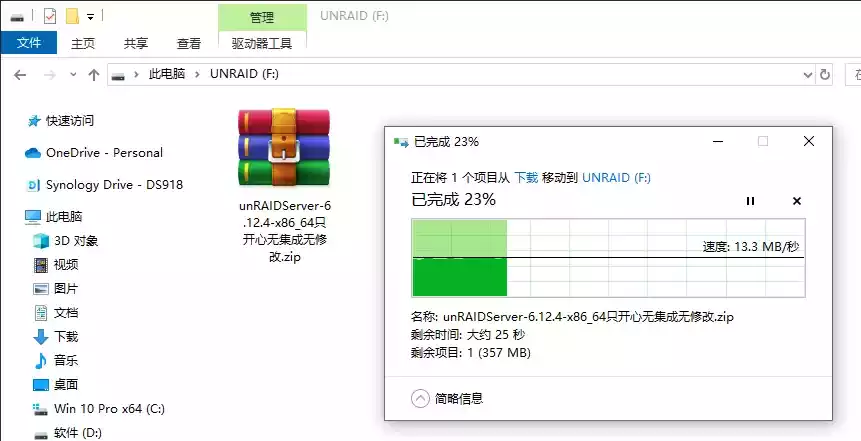 管理
UNRAID (F:)
文件
主页
共享
查看
驱动器工具
此电脑
UNRAID (F:)
快速访问
OneDrive - Personal
Synology Drive - DS918
此电脑
3D 对象
视频
图片
文档
下载
音乐
桌面
Win 10 Pro x64 (C:)
软件 (D:)
unRAIDServer-6
.12.4-x86_64只
开心无集成无修
改.zip
已完成 23%
正在将 1 个项目从 下载 移动到 UNRAID (F:)
已完成 23%
速度: 13.3 MB/秒
名称: unRAIDServer-6.12.4-x86_64只开心无集成无修改.zip
剩余时间: 大约 25 秒
剩余项目: 1 (357 MB)
简略信息